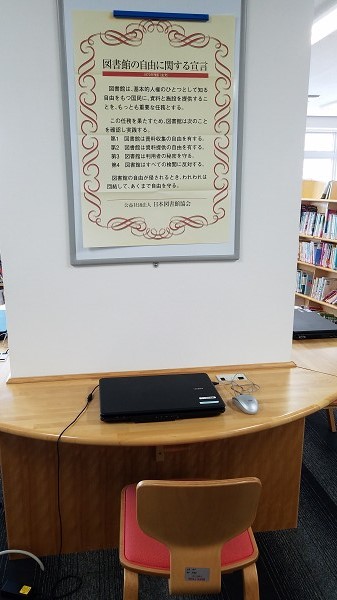 図書館の自由に関する宣言
図書館は、基本的人権のひとつとして知る
自由をもつ国民に、資料と施設を提供するこ
とを、もっとも重要な任務とする。
この任務を果たすため、図書館は次のこと
を確認し実践する。
第1 図書館は資料収集の自由を有する。
第2 図書館は資料提供の自由を有する。
第3 図書館は利用者の秘密を守る。
第4 図書館はすべての検閲に反対する。
図書館の自由が侵されるとき、われわれは
団結して、あくまで自由を守る。
公益社団法人 日本図書館協会